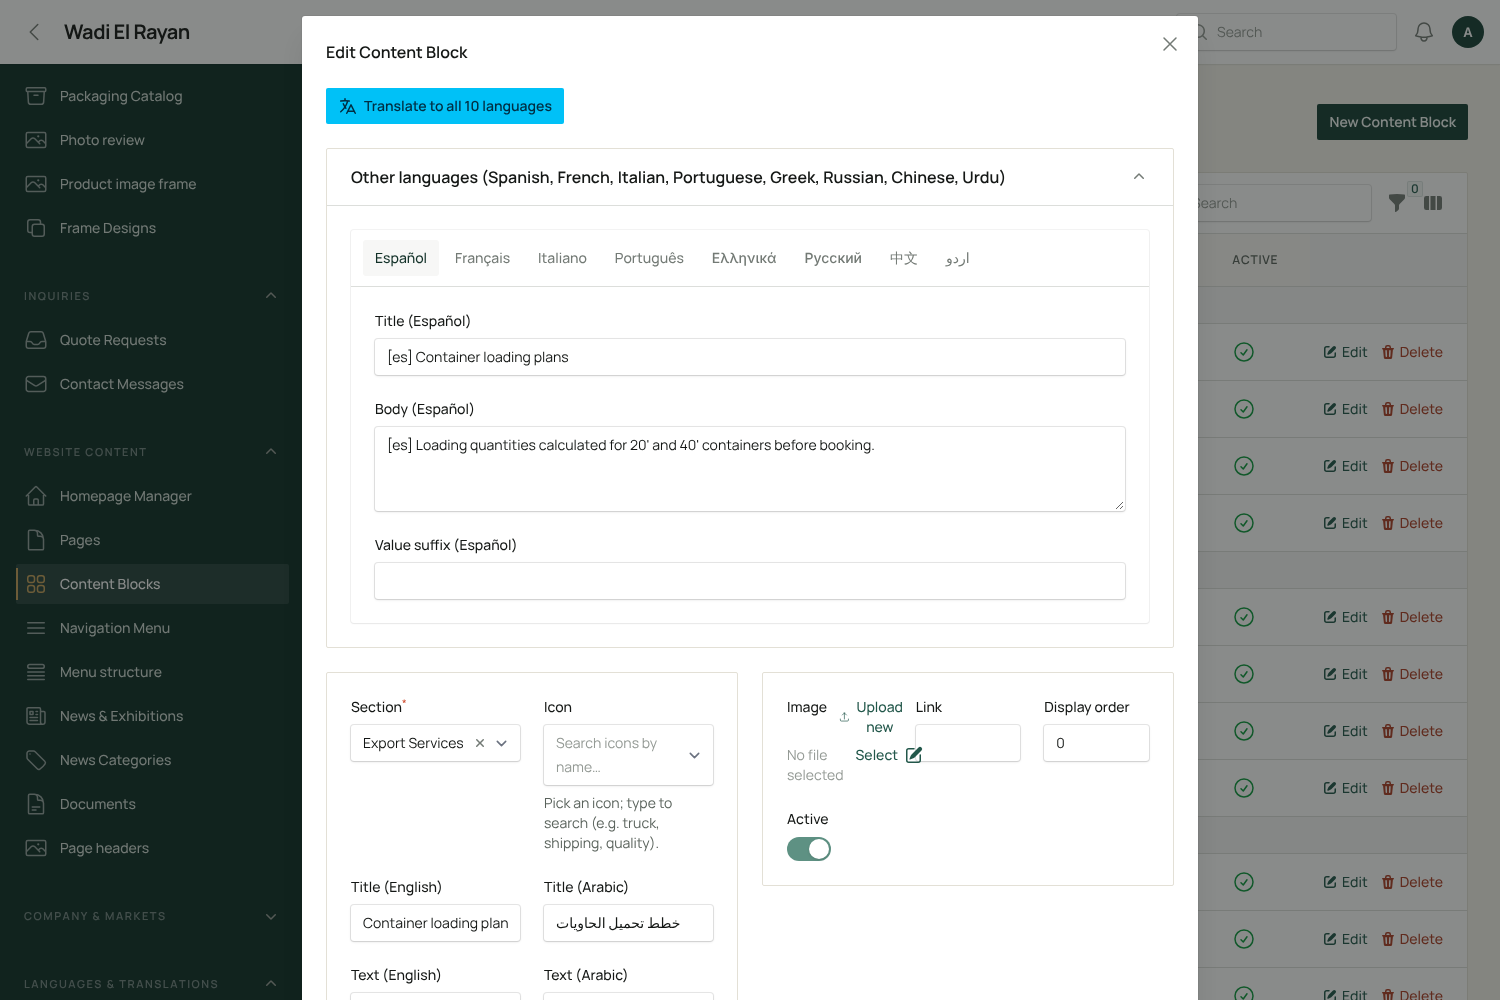 Wadi El Rayan
Search
A
Packaging Catalog
Photo review
Product image frame
Frame Designs
INQUIRIES
Quote Requests
Contact Messages
WEBSITE CONTENT
Homepage Manager
Pages
Content Blocks
Navigation Menu
Menu structure
News & Exhibitions
News Categories
Documents
Page headers
COMPANY & MARKETS
LANGUAGES & TRANSLATIONS
Edit Content Block
Translate to all 10 languages
Other languages (Spanish, French, Italian, Portuguese, Greek, Russian, Chinese, Urdu)
Español Français Italiano Português Ελληνικά Русский 中文 اردو
Title (Español)
[es] Container loading plans
Body (Español)
[es] Loading quantities calculated for 20' and 40' containers before booking.
Value suffix (Español)
Section*
Export Services
Icon
Search icons by
name...
Pick an icon; type to
search (e.g. truck,
shipping, quality).
Title (English)
Container loading plan
Title (Arabic)
خطط تحميل الحاويات
Text (English)
Text (Arabic)
Image
Upload
new
No file
selected
Select
Link
Display order
0
Active
New Content Block
Search
0
ACTIVE
Edit Delete
Edit Delete
Edit Delete
Edit Delete
Edit Delete
Edit Delete
Edit Delete
Edit Delete
Edit Delete
Edit Delete
Edit Delete